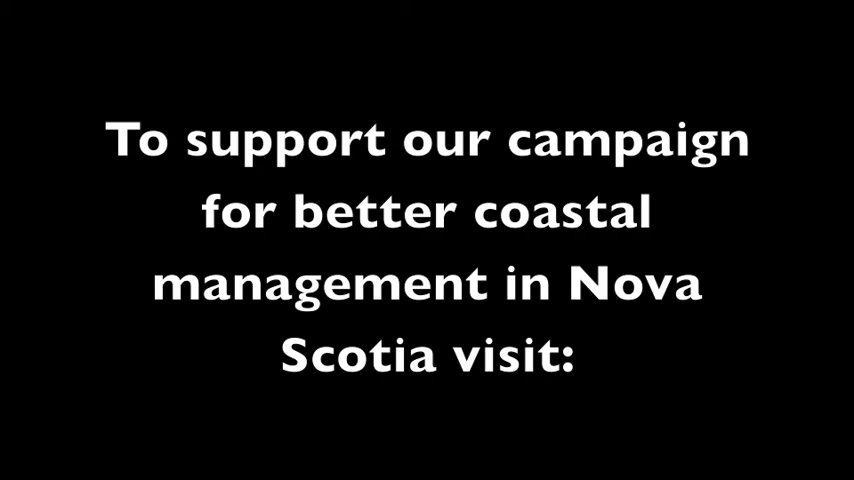 To support our campaign
for better coastal
management in Nova
Scotia visit: